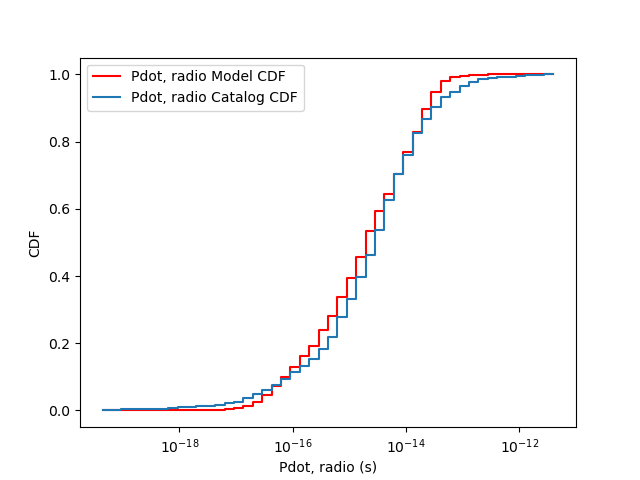 Pdot, radio Model CDF
Pdot, radio Catalog CDF
1.0
0.8
0.6
0.4
0.2
0.0
CDF
10⁻¹⁸ 10⁻¹⁶ 10⁻¹⁴ 10⁻¹²
Pdot, radio (s)